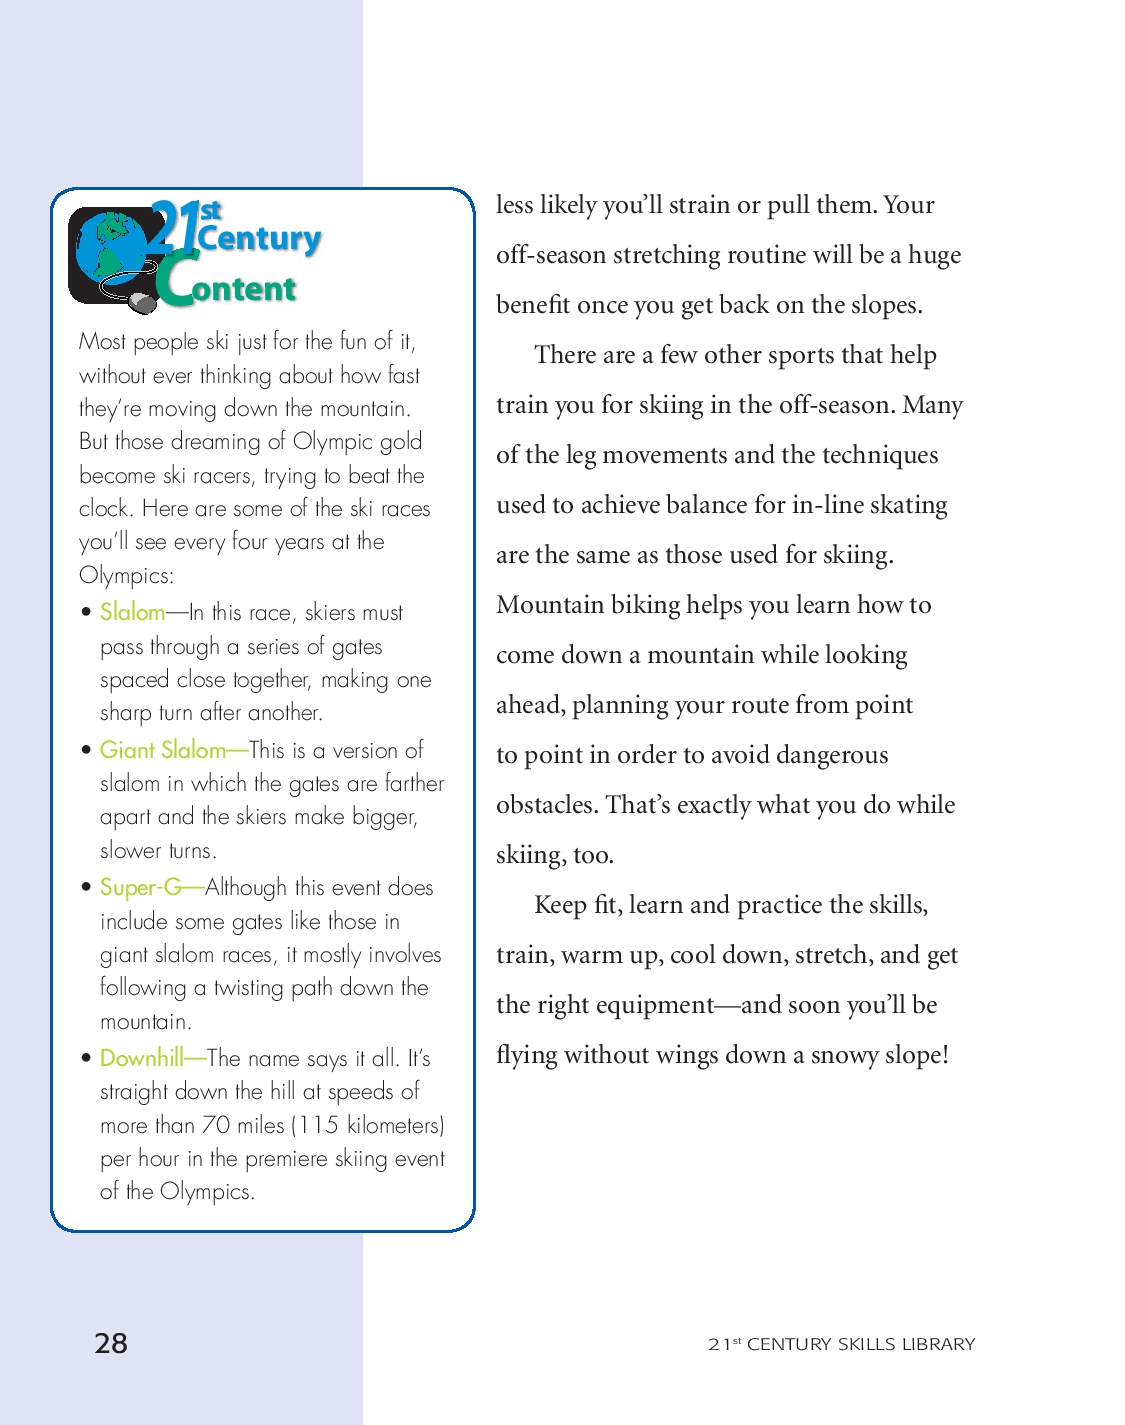 21st
Century
Content
Most people ski just for the fun of it,
without ever thinking about how fast
they're moving down the mountain.
But those dreaming of Olympic gold
become ski racers, trying to beat the
clock. Here are some of the ski races
you'll see every four years at the
Olympics:
• Slalom—In this race, skiers must
pass through a series of gates
spaced close together, making one
sharp turn after another.
• Giant Slalom—This is a version of
slalom in which the gates are farther
apart and the skiers make bigger,
slower turns.
• Super-G—Although this event does
include some gates like those in
giant slalom races, it mostly involves
following a twisting path down the
mountain.
• Downhill—The name says it all. It's
straight down the hill at speeds of
more than 70 miles (115 kilometers)
per hour in the premiere skiing event
of the Olympics.
less likely you'll strain or pull them. Your
off-season stretching routine will be a huge
benefit once you get back on the slopes.
There are a few other sports that help
train you for skiing in the off-season. Many
of the leg movements and the techniques
used to achieve balance for in-line skating
are the same as those used for skiing.
Mountain biking helps you learn how to
come down a mountain while looking
ahead, planning your route from point
to point in order to avoid dangerous
obstacles. That's exactly what you do while
skiing, too.
Keep fit, learn and practice the skills,
train, warm up, cool down, stretch, and get
the right equipment—and soon you'll be
flying without wings down a snowy slope!
28
21st CENTURY SKILLS LIBRARY